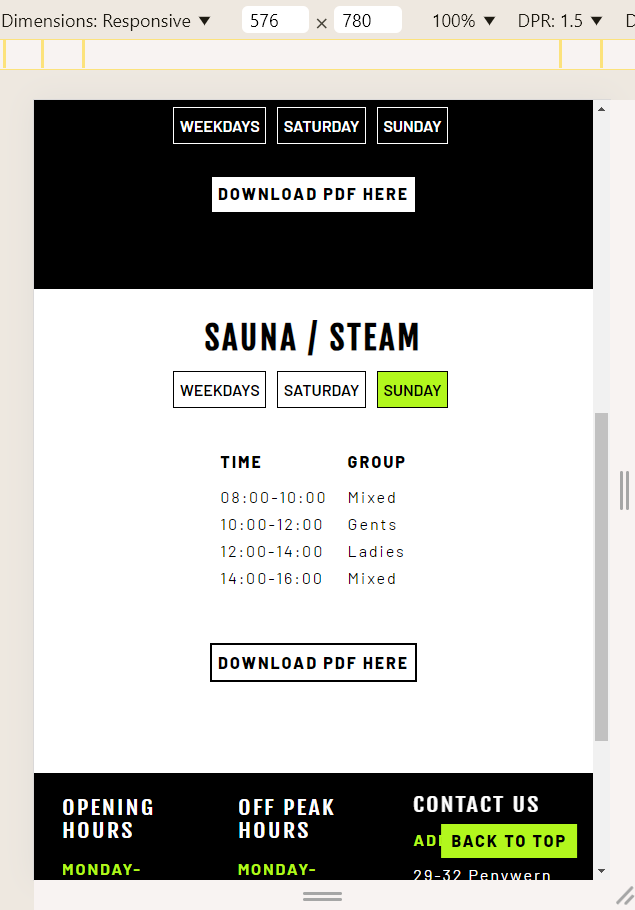 Dimensions: Responsive ▼ 576 × 780 100% ▼ DPR: 1.5 ▼ D
WEEKDAYS SATURDAY SUNDAY
DOWNLOAD PDF HERE
SAUNA / STEAM
WEEKDAYS SATURDAY SUNDAY
TIME GROUP
08:00-10:00 Mixed
10:00-12:00 Gents
12:00-14:00 Ladies
14:00-16:00 Mixed
DOWNLOAD PDF HERE
OPENING HOURS
MONDAY-
OFF PEAK HOURS
MONDAY-
CONTACT US
BACK TO TOP
29-32 Penywern